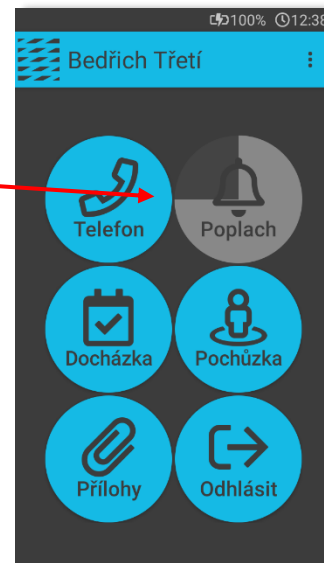 100% 12:38
Bedřich Třetí
Telefon Poplach
Docházka Pochůzka
Přílohy Odhlásit